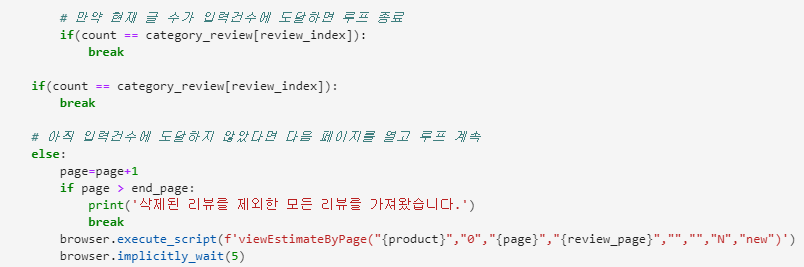 # 만약 현재 글 수가 입력건수에 도달하면 루프 종료
if(count == category_review[review_index]):
break
if(count == category_review[review_index]):
break
# 아직 입력건수에 도달하지 않았다면 다음 페이지를 열고 루프 계속
else:
page=page+1
if page > end_page:
print('삭제된 리뷰를 제외한 모든 리뷰를 가져왔습니다.')
break
browser.execute_script(f'viewEstimateByPage("{product}","0","{page}","{review_page}","","","N","new")')
browser.implicitly_wait(5)